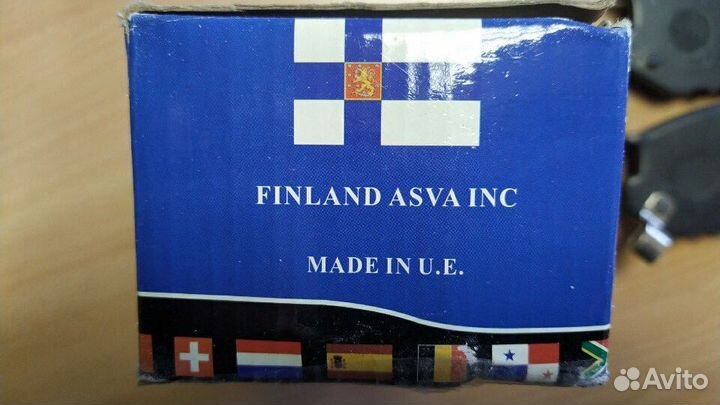 FINLAND ASVA INC
MADE IN U.E.
Avito